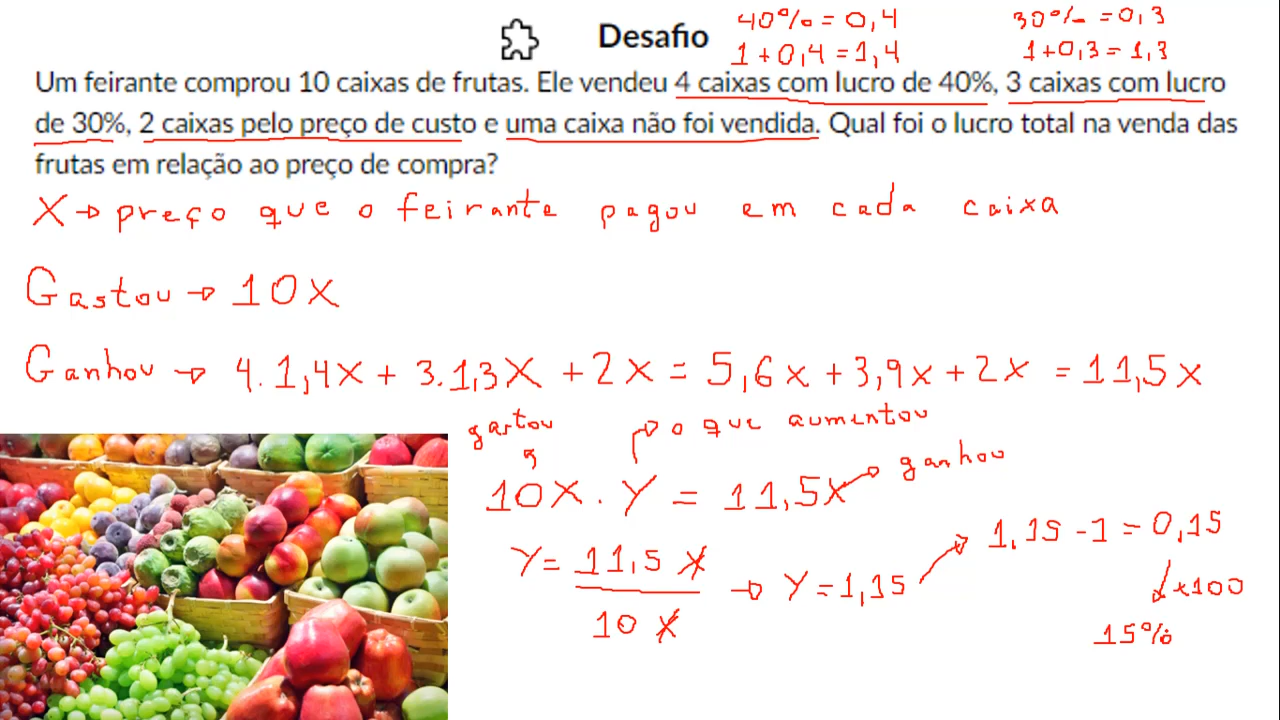 Desafio
40% = 0,4
1 + 0,4 = 1,4
30% = 0,3
1 + 0,3 = 1,3
Um feirante comprou 10 caixas de frutas. Ele vendeu 4 caixas com lucro de 40%, 3 caixas com lucro
de 30%, 2 caixas pelo preço de custo e uma caixa não foi vendida. Qual foi o lucro total na venda das
frutas em relação ao preço de compra?
X → preço que o feirante pagou em cada caixa
Gastou → 10X
Ganhou → 4.1,4X + 3.1,3X + 2X = 5,6X + 3,9X + 2X = 11,5X
gastou
o que aumentou
ganhou
10X . Y = 11,5X
Y = 11,5 X
10 X
→ Y = 1,15
1,15 - 1 = 0,15
x100
15%